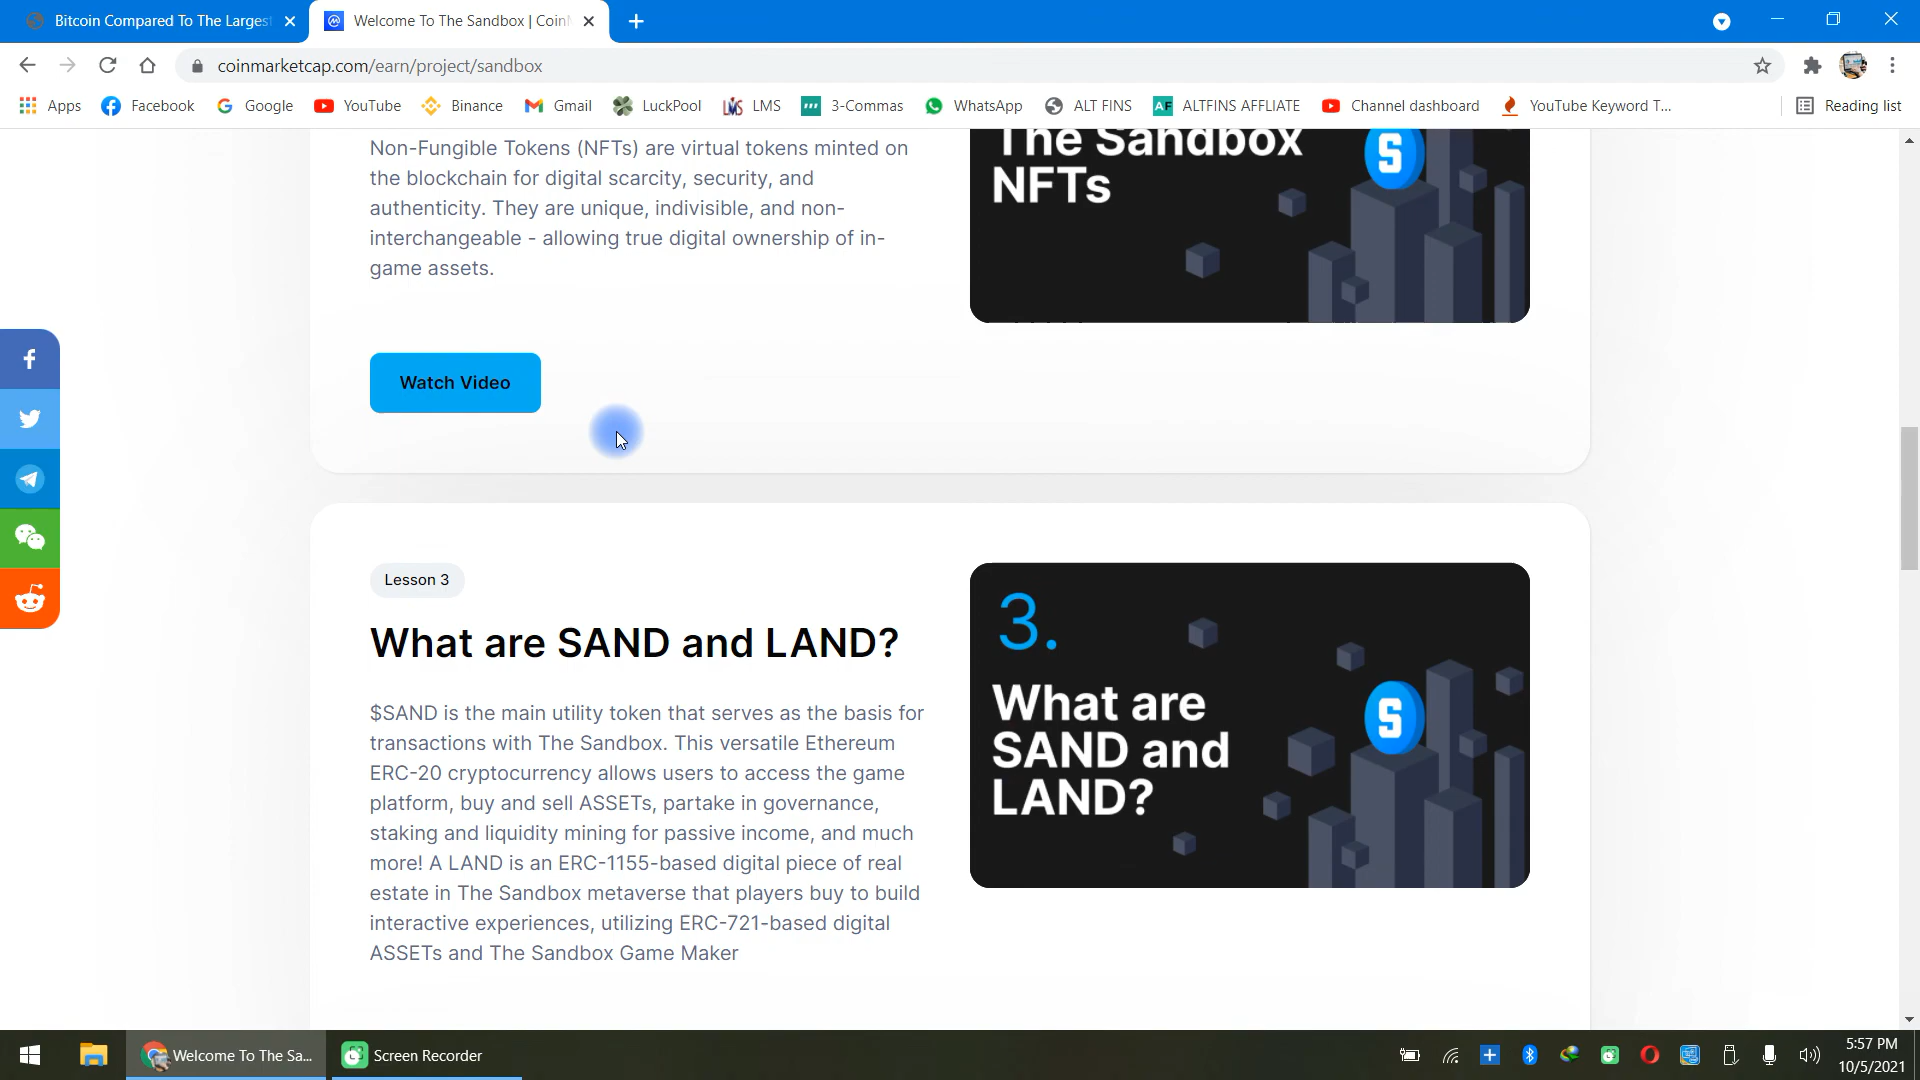 Bitcoin Compared To The Largest
Welcome To The Sandbox | Coin
coinmarketcap.com/earn/project/sandbox
Apps Facebook Google YouTube Binance Gmail LuckPool LMS 3-Commas WhatsApp ALT FINS ALTFINS AFFLIATE Channel dashboard YouTube Keyword T... Reading list
Non-Fungible Tokens (NFTs) are virtual tokens minted on
the blockchain for digital scarcity, security, and
authenticity. They are unique, indivisible, and non-
interchangeable - allowing true digital ownership of in-
game assets.
The Sandbox
NFTs
Watch Video
Lesson 3
What are SAND and LAND?
$SAND is the main utility token that serves as the basis for
transactions with The Sandbox. This versatile Ethereum
ERC-20 cryptocurrency allows users to access the game
platform, buy and sell ASSETs, partake in governance,
staking and liquidity mining for passive income, and much
more! A LAND is an ERC-1155-based digital piece of real
estate in The Sandbox metaverse that players buy to build
interactive experiences, utilizing ERC-721-based digital
ASSETs and The Sandbox Game Maker
3.
What are
SAND and
LAND?
Welcome To The Sa...
Screen Recorder
5:57 PM
10/5/2021